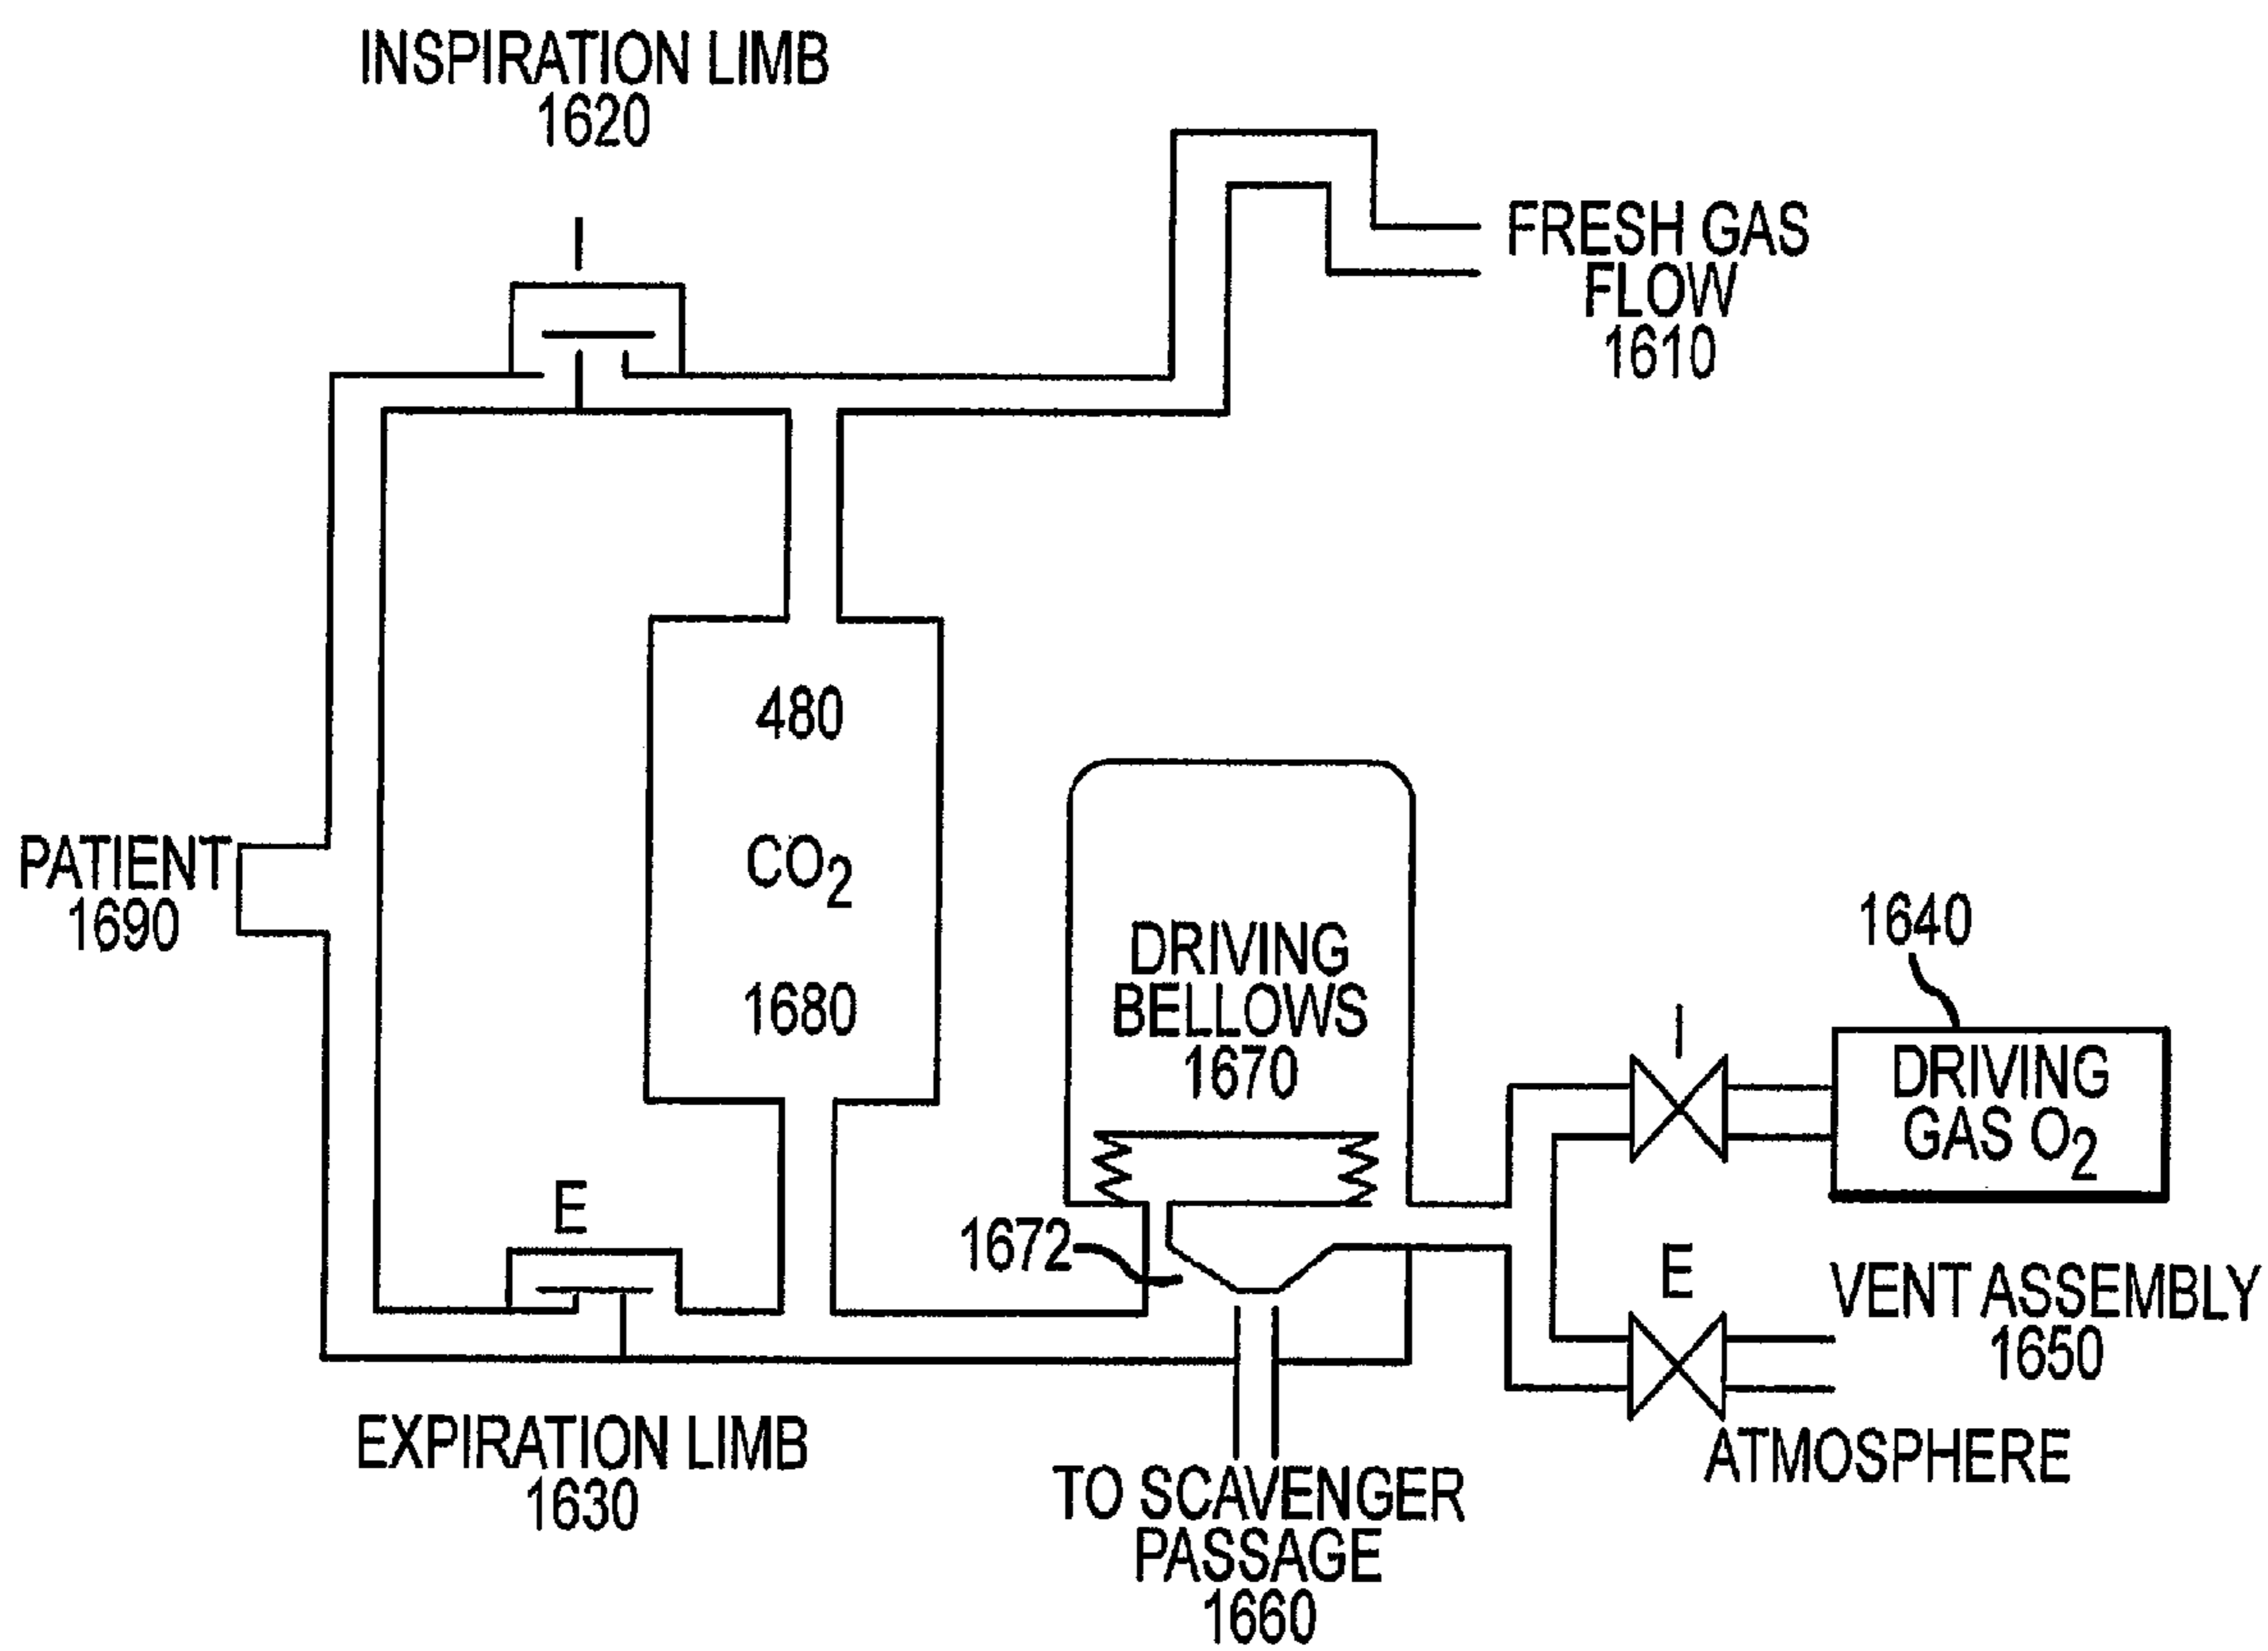 INSPIRATION LIMB
1620
I
FRESH GAS
FLOW
1610
480
CO2
1680
PATIENT
1690
DRIVING
BELLOWS
1670
1640
I
DRIVING
GAS O2
E
1672
E
VENT ASSEMBLY
1650
ATMOSPHERE
EXPIRATION LIMB
1630
TO SCAVENGER
PASSAGE
1660